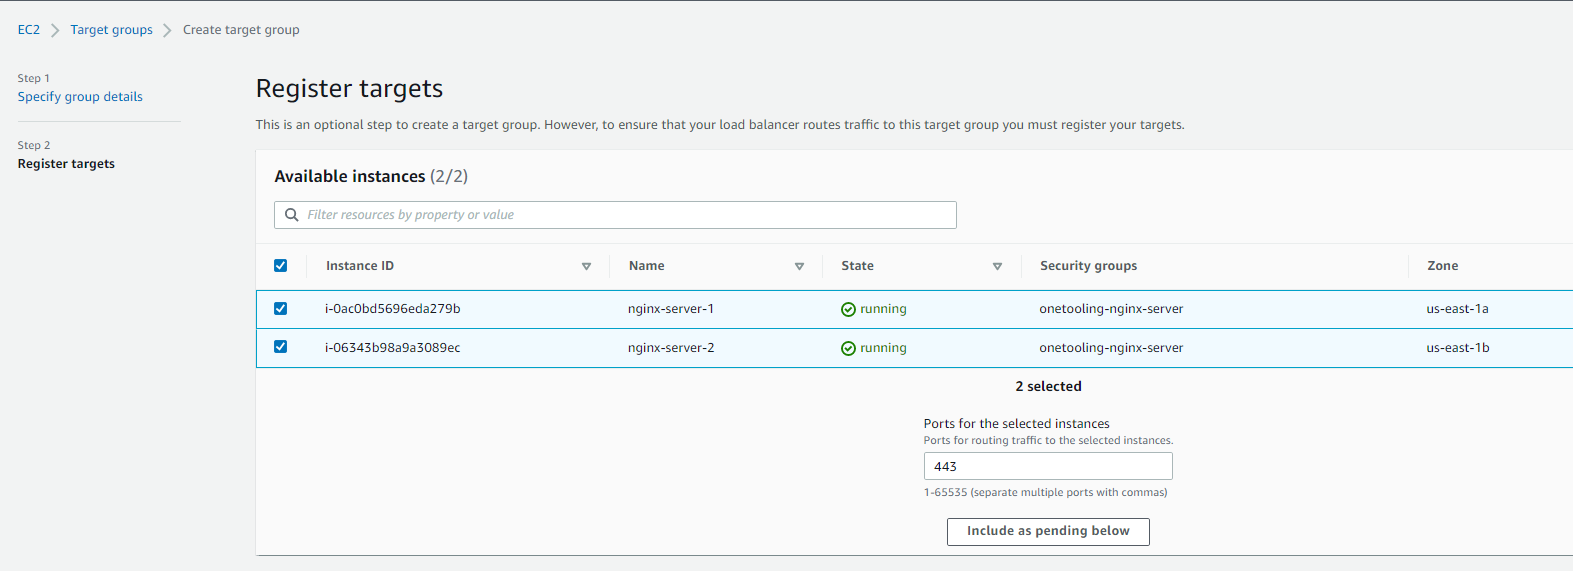 EC2 Target groups Create target group
Step 1
Specify group details
Step 2
Register targets
Register targets
This is an optional step to create a target group. However, to ensure that your load balancer routes traffic to this target group you must register your targets.
Available instances (2/2)
Filter resources by property or value
Instance ID Name State Security groups Zone
i-0ac0bd5696eda279b nginx-server-1 running onetooling-nginx-server us-east-1a
i-06343b98a9a3089ec nginx-server-2 running onetooling-nginx-server us-east-1b
2 selected
Ports for the selected instances
Ports for routing traffic to the selected instances.
443
1-65535 (separate multiple ports with commas)
Include as pending below